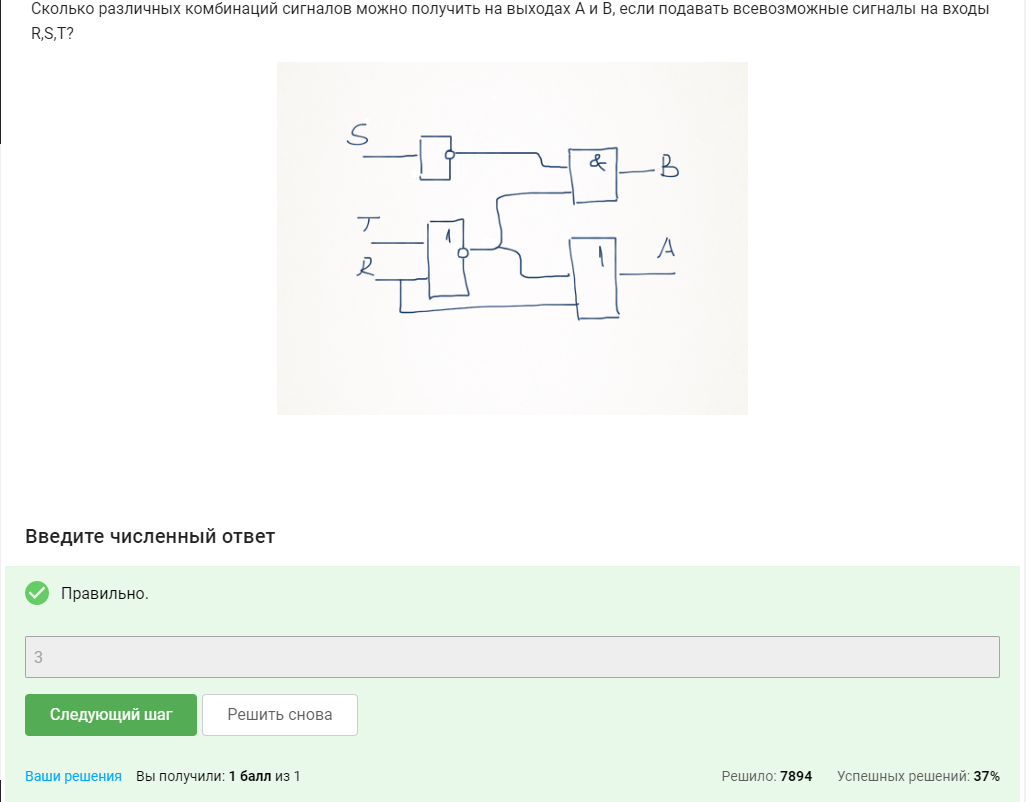 Сколько различных комбинаций сигналов можно получить на выходах A и B, если подавать всевозможные сигналы на входы
R,S,T?
S
& B
T
1
R
1 A
Введите численный ответ
Правильно.
3
Следующий шаг Решить снова
Ваши решения Вы получили: 1 балл из 1 Решило: 7894 Успешных решений: 37%